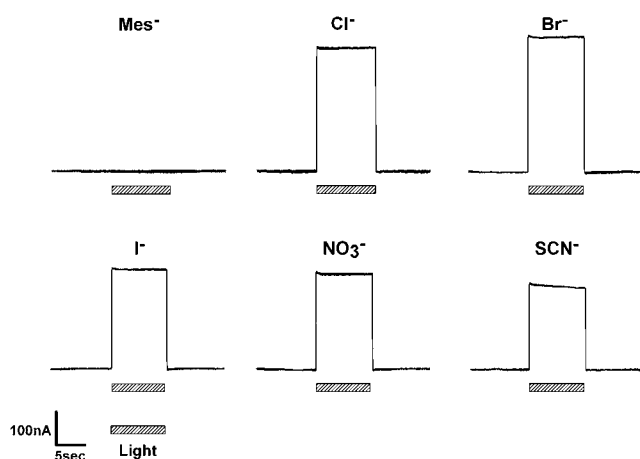 Mes⁻
Cl⁻
Br⁻
I⁻
NO₃⁻
SCN⁻
100nA
5sec
Light